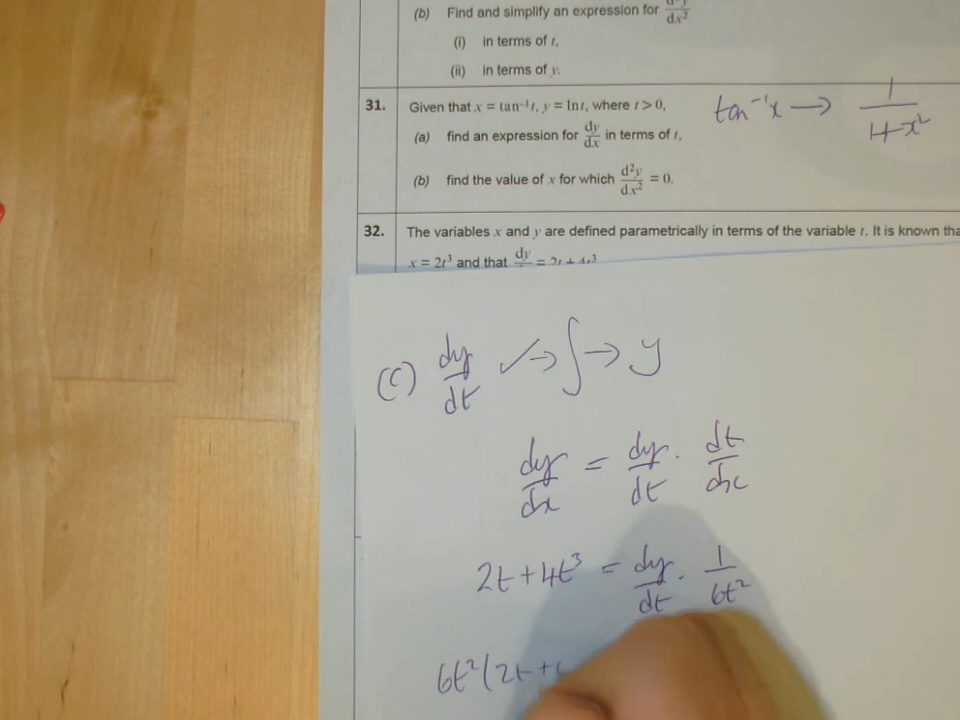 (b) Find and simplify an expression for d²y/dx²
(i) in terms of t,
(ii) in terms of y.
31. Given that x = tan⁻¹t, y = lnt, where t > 0,
tan⁻¹x → 1/1+x²
(a) find an expression for dy/dx in terms of t,
(b) find the value of x for which d²y/dx² = 0.
32. The variables x and y are defined parametrically in terms of the variable t. It is known
x = 2t³ and that dy/ = 2t + 4t³
(c) dy/dt ✓→ ∫ → y
dy/dx = dy/dt . dt/dx
2t + 4t³ = dy/dt . 1/6t²
6t²(2t +